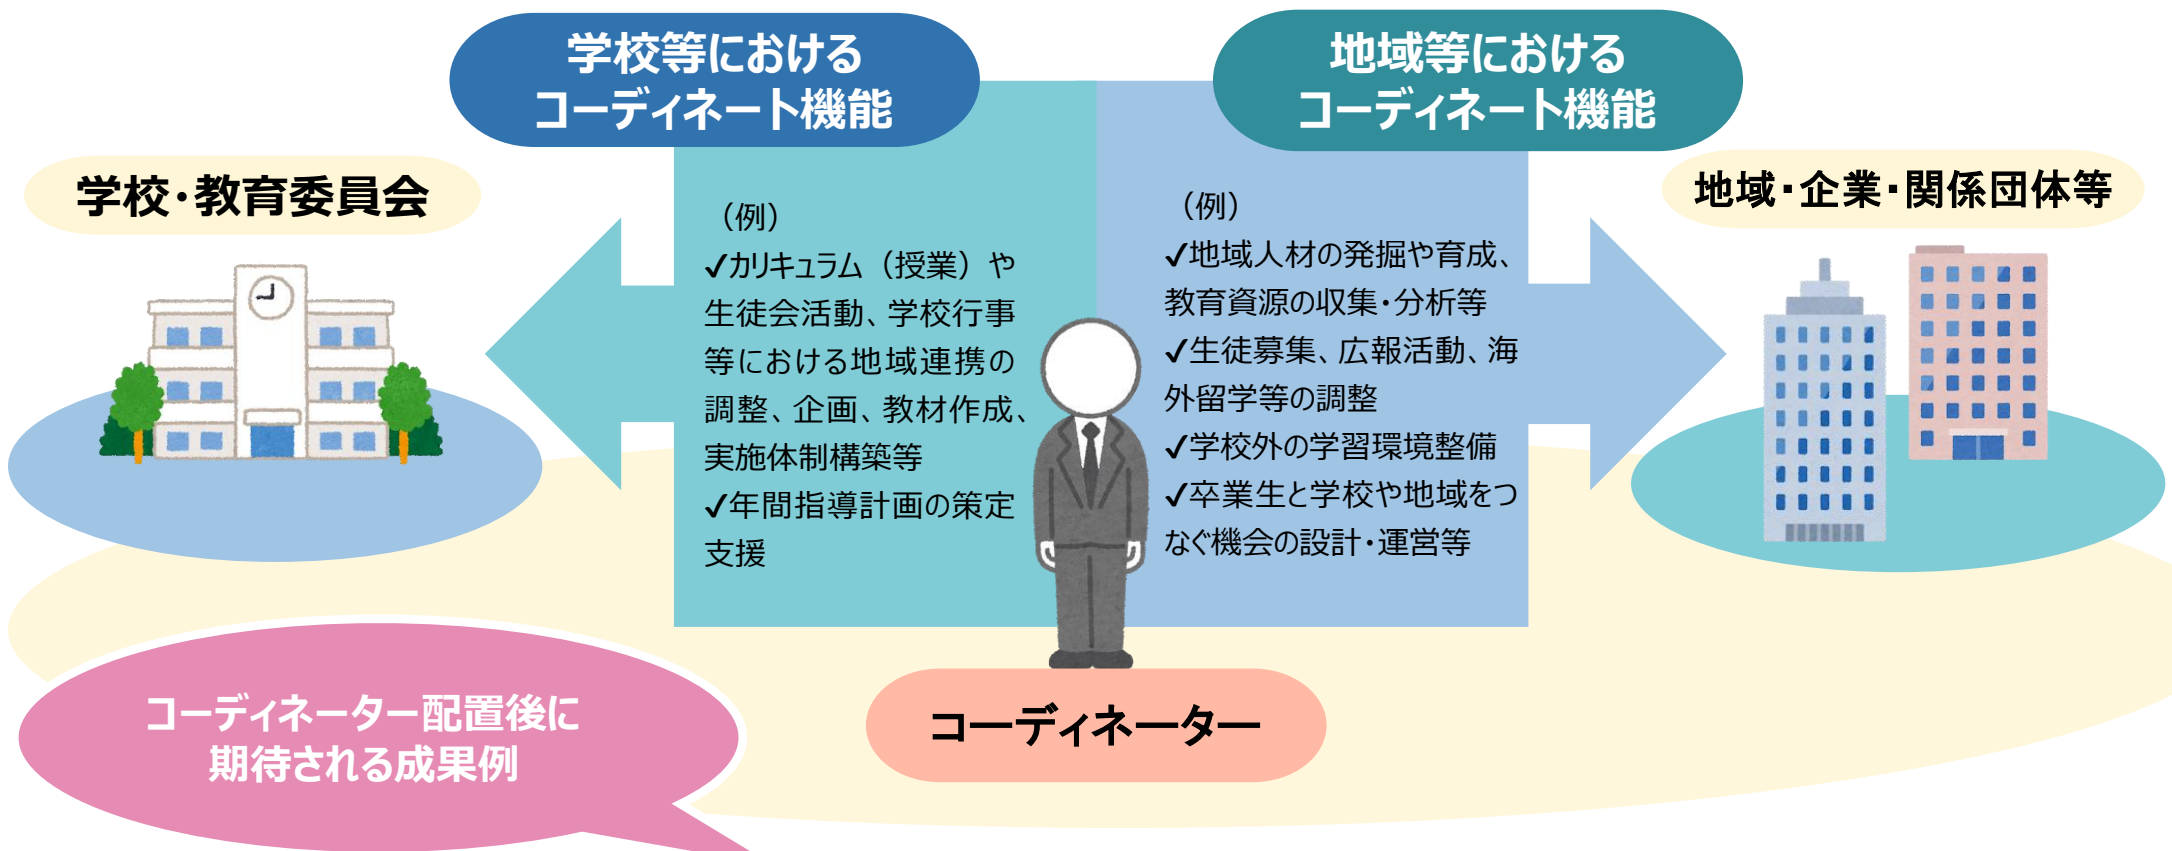 学校等における
コーディネート機能
地域等における
コーディネート機能
学校・教育委員会
地域・企業・関係団体等
（例）
✓カリキュラム（授業）や
生徒会活動、学校行事
等における地域連携の
調整、企画、教材作成、
実施体制構築等
✓年間指導計画の策定
支援
（例）
✓地域人材の発掘や育成、
教育資源の収集・分析等
✓生徒募集、広報活動、海
外留学等の調整
✓学校外の学習環境整備
✓卒業生と学校や地域をつ
なぐ機会の設計・運営等
コーディネーター
コーディネーター配置後に
期待される成果例